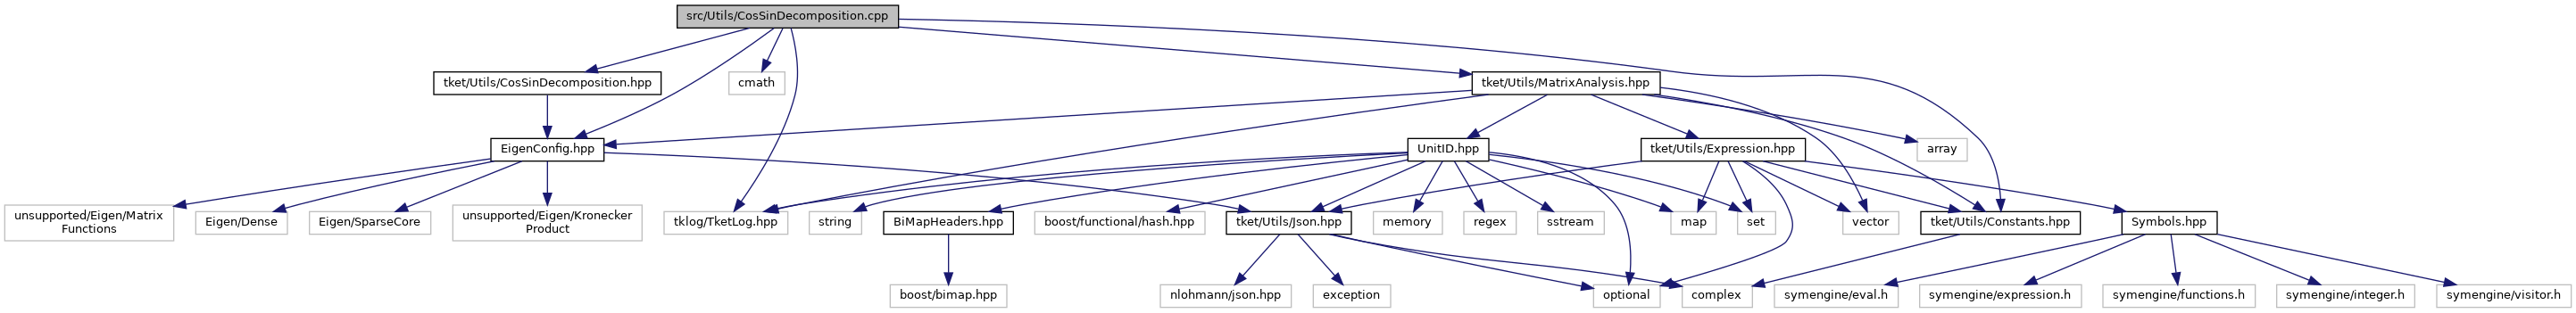 src/Utils/CosSinDecomposition.cpp
tket/Utils/CosSinDecomposition.hpp
cmath
tket/Utils/MatrixAnalysis.hpp
EigenConfig.hpp
UnitID.hpp
tket/Utils/Expression.hpp
array
unsupported/Eigen/Matrix
Functions
Eigen/Dense
Eigen/SparseCore
unsupported/Eigen/Kronecker
Product
tklog/TketLog.hpp
string
BiMapHeaders.hpp
boost/functional/hash.hpp
tket/Utils/Json.hpp
memory
regex
sstream
map
set
vector
tket/Utils/Constants.hpp
Symbols.hpp
boost/bimap.hpp
nlohmann/json.hpp
exception
optional
complex
symengine/eval.h
symengine/expression.h
symengine/functions.h
symengine/integer.h
symengine/visitor.h